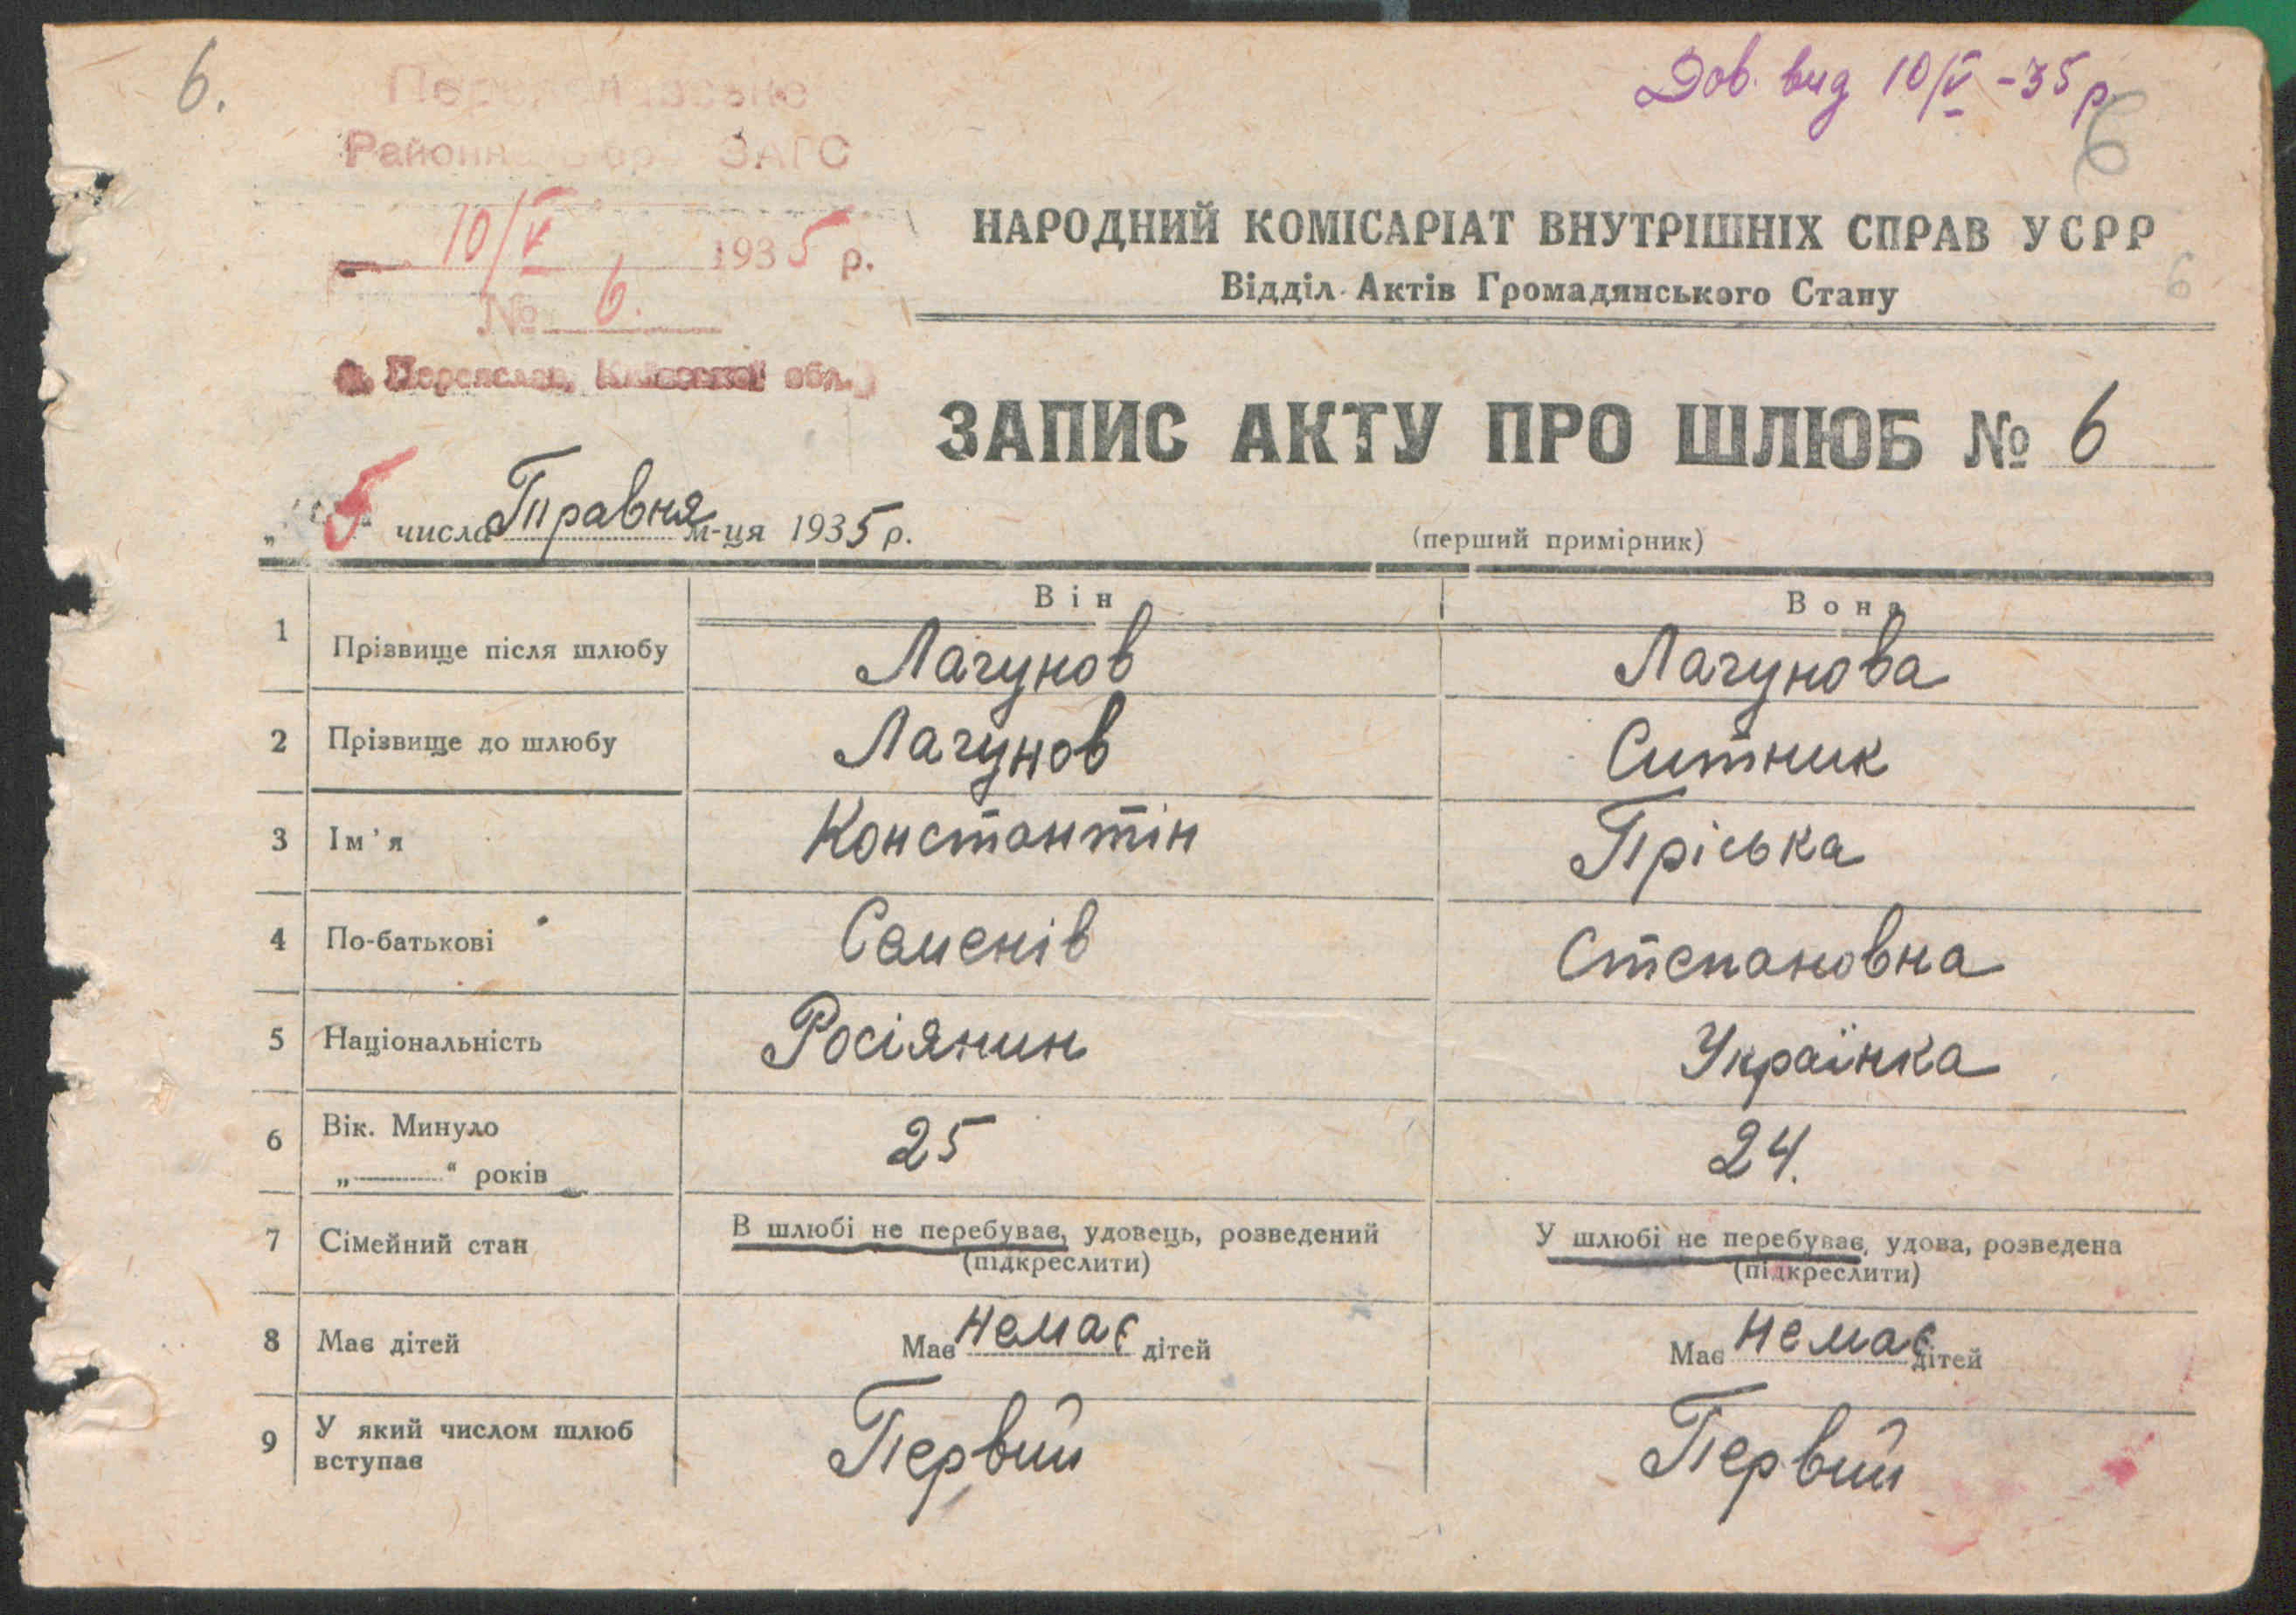 6.
Дов. вид 10/V -35 р.
6
Переяславське
Районне Бюро ЗАГС
10/V 1935 р.
№ 6.
м. Переяслав, Київської обл.
НАРОДНИЙ КОМІСАРІАТ ВНУТРІШНІХ СПРАВ УСРР
6
Відділ Актів Громадянського Стану
ЗАПИС АКТУ ПРО ШЛЮБ № 6
„ числа Травня м-ця 1935 р.
(перший примірник)
Він Вона
1 Прізвище після шлюбу Лагунов Лагунова
2 Прізвище до шлюбу Лагунов Ситник
3 Ім'я Константін Пріська
4 По-батькові Семенів Степановна
5 Національність Росіянин Українка
6 Вік. Минуло 25 24.
„ “ років
7 Сімейний стан В шлюбі не перебуває, удовець, розведений У шлюбі не перебуває, удова, розведена
(підкреслити) (підкреслити)
8 Має дітей Має немає дітей Має немає дітей
9 У який числом шлюб Первий Первий
вступає